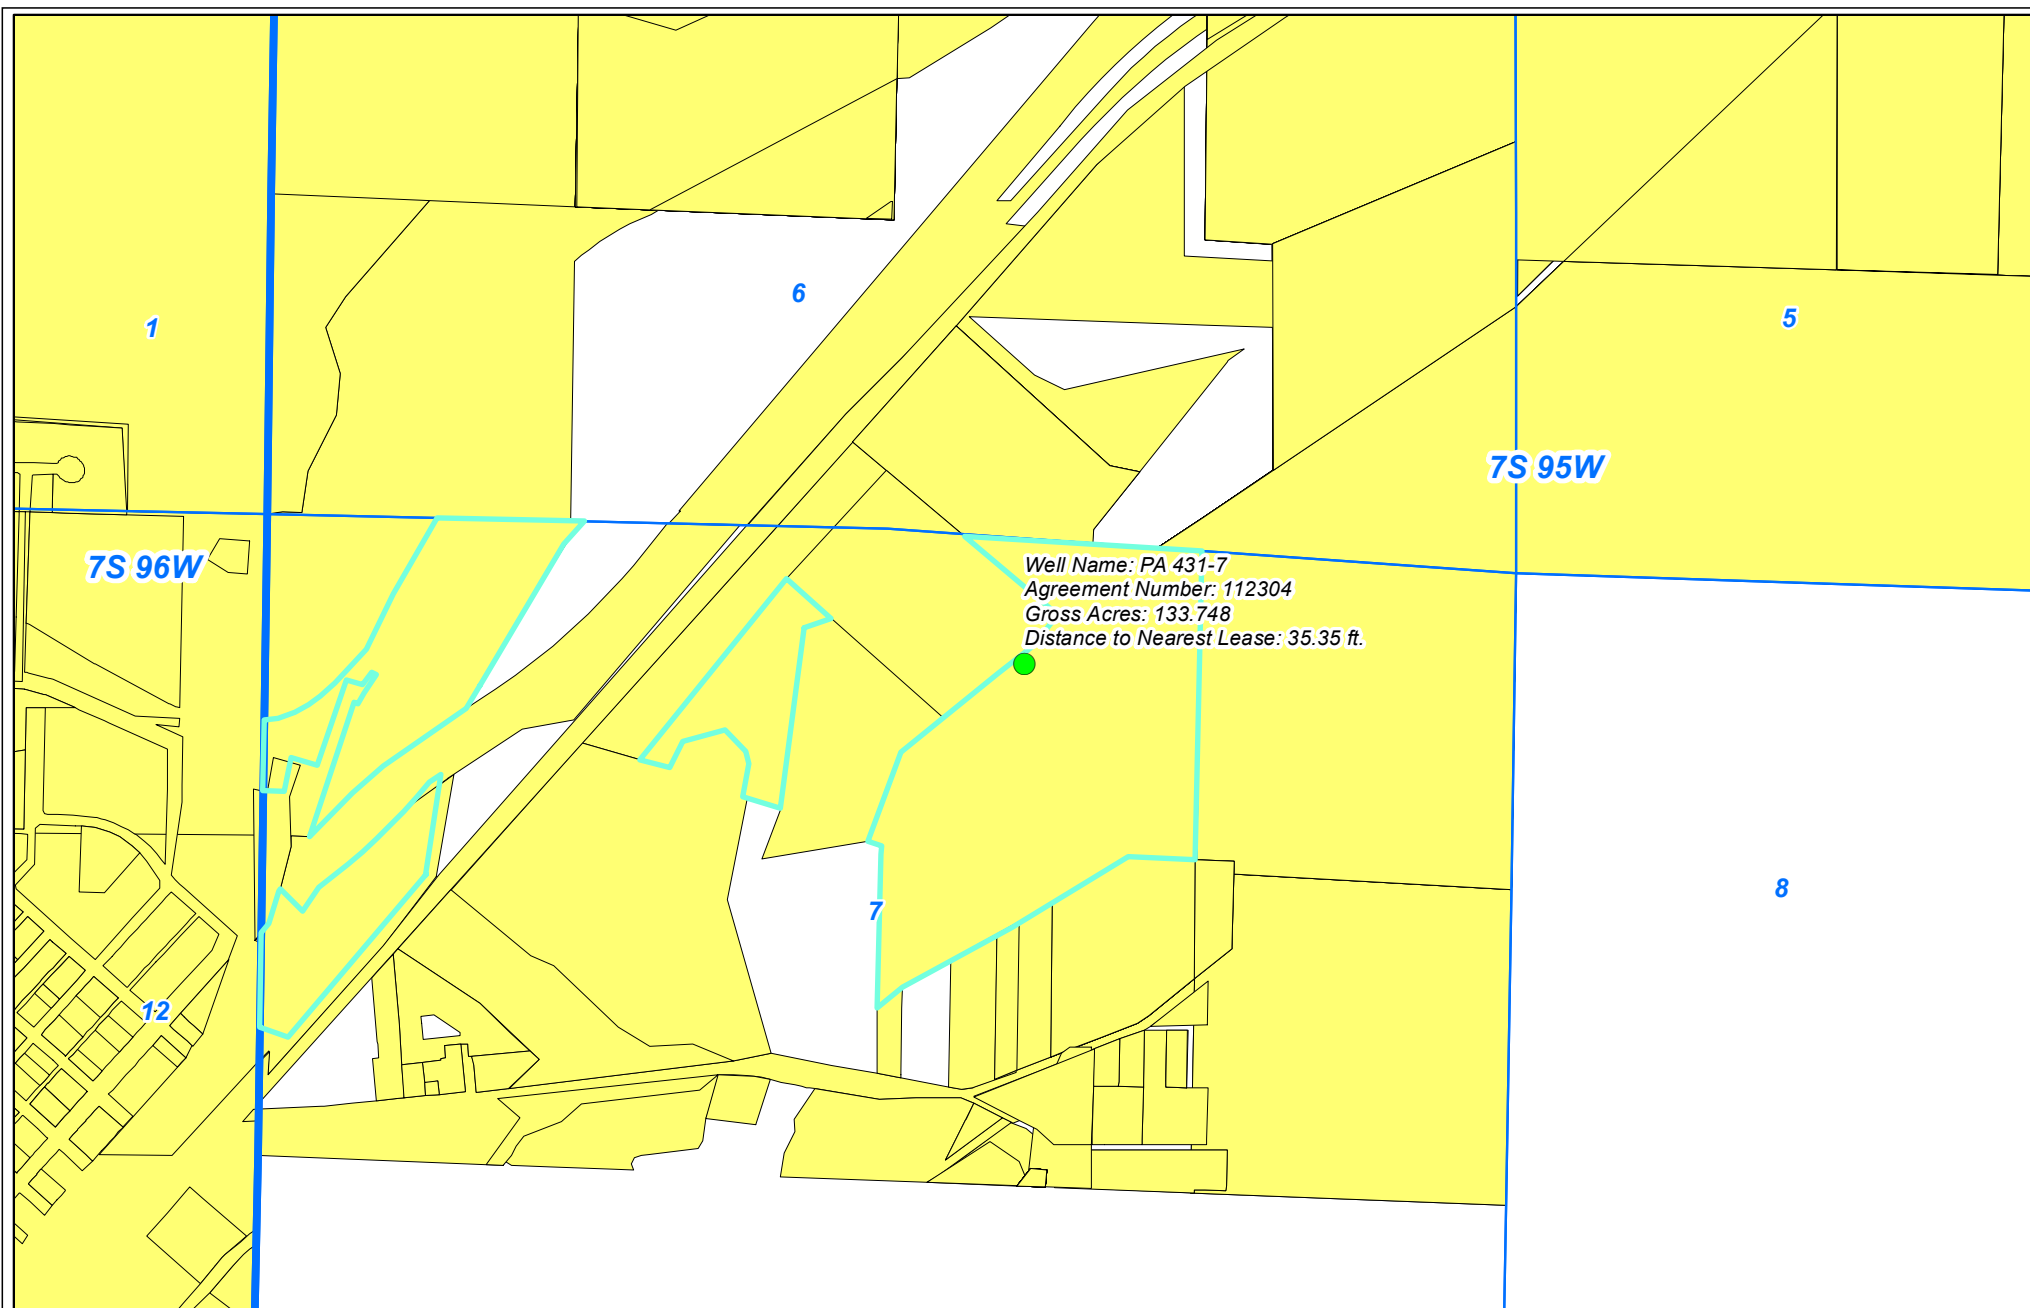 6
1
5
7S 95W
7S 96W
Well Name: PA 431-7
Agreement Number: 112304
Gross Acres: 133.748
Distance to Nearest Lease: 35.35 ft.
8
7
12